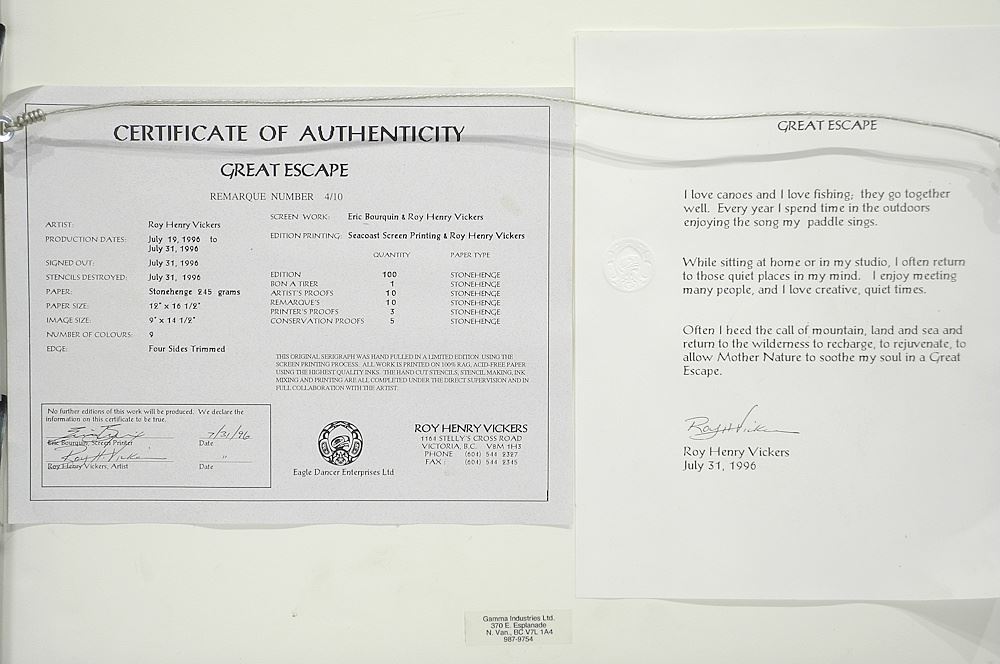 CERTIFICATE OF AUTHENTICITY
GREAT ESCAPE
REMARQUE NUMBER 4/10
ARTIST: Roy Henry Vickers
PRODUCTION DATES: July 19, 1996 to
July 31, 1996
SIGNED OUT: July 31, 1996
STENCILS DESTROYED: July 31, 1996
PAPER: Stonehenge 245 grams
PAPER SIZE: 12" x 16 1/2"
IMAGE SIZE: 9" x 14 1/2"
NUMBER OF COLOURS: 9
EDGE: Four Sides Trimmed
SCREEN WORK: Eric Bourquin & Roy Henry Vickers
EDITION PRINTING: Seacoast Screen Printing & Roy Henry Vickers
QUANTITY PAPER TYPE
EDITION 100 STONEHENGE
BON A TIRER 1 STONEHENGE
ARTIST'S PROOFS 10 STONEHENGE
REMARQUE'S 10 STONEHENGE
PRINTER'S PROOFS 3 STONEHENGE
CONSERVATION PROOFS 5 STONEHENGE
THIS ORIGINAL SERIGRAPH WAS HAND PULLED IN A LIMITED EDITION USING THE
SCREEN PRINTING PROCESS. ALL WORK IS PRINTED ON 100% RAG, ACID-FREE PAPER
USING THE HIGHEST QUALITY INKS. THE HAND CUT STENCILS, STENCIL MAKING, INK
MIXING AND PRINTING ARE ALL COMPLETED UNDER THE DIRECT SUPERVISION AND IN
FULL COLLABORATION WITH THE ARTIST.
No further editions of this work will be produced. We declare the
information on this certificate to be true.
7/31/96
Eric Bourquin, Screen Printer Date
Roy H Vickers "
Roy Henry Vickers, Artist Date
Eagle Dancer Enterprises Ltd
ROY HENRY VICKERS
1164 STELLY'S CROSS ROAD
VICTORIA, B.C. V8M 1H3
PHONE (604) 544 2327
FAX: (604) 544 2345
GREAT ESCAPE
I love canoes and I love fishing; they go together
well. Every year I spend time in the outdoors
enjoying the song my paddle sings.
While sitting at home or in my studio, I often return
to those quiet places in my mind. I enjoy meeting
many people, and I love creative, quiet times.
Often I heed the call of mountain, land and sea and
return to the wilderness to recharge, to rejuvenate, to
allow Mother Nature to soothe my soul in a Great
Escape.
Roy H Vickers
Roy Henry Vickers
July 31, 1996
Gamma Industries Ltd.
370 E. Esplanade
N. Van., BC V7L 1A4
987-9754